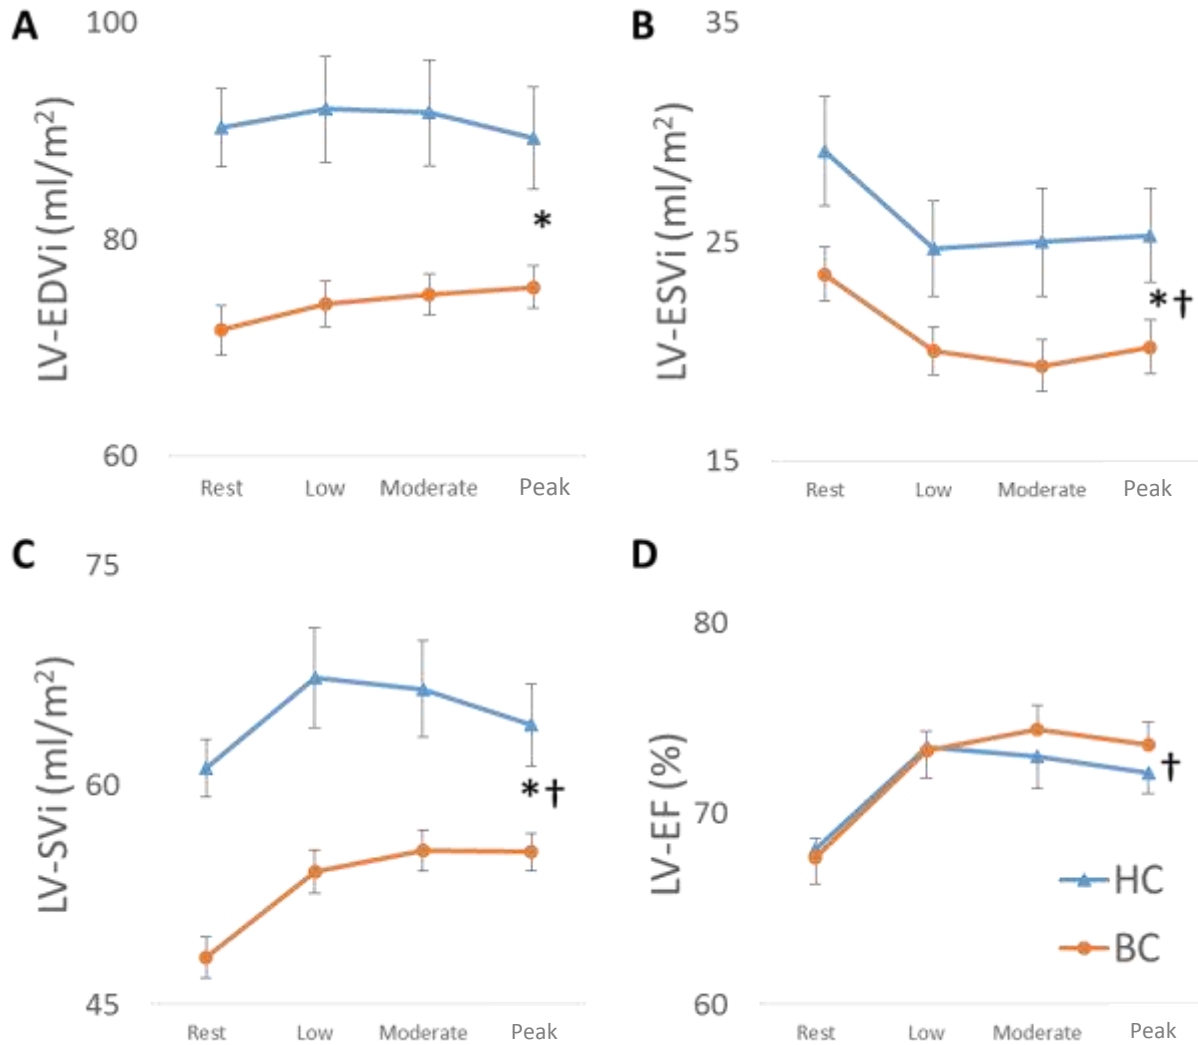 A
100
80
60
LV-EDVi (ml/m²)
*
Rest Low Moderate Peak
B
35
25
15
LV-ESVi (ml/m²)
*†
Rest Low Moderate Peak
C
75
60
45
LV-SVi (ml/m²)
*†
Rest Low Moderate Peak
D
80
70
60
LV-EF (%)
†
HC
BC
Rest Low Moderate Peak